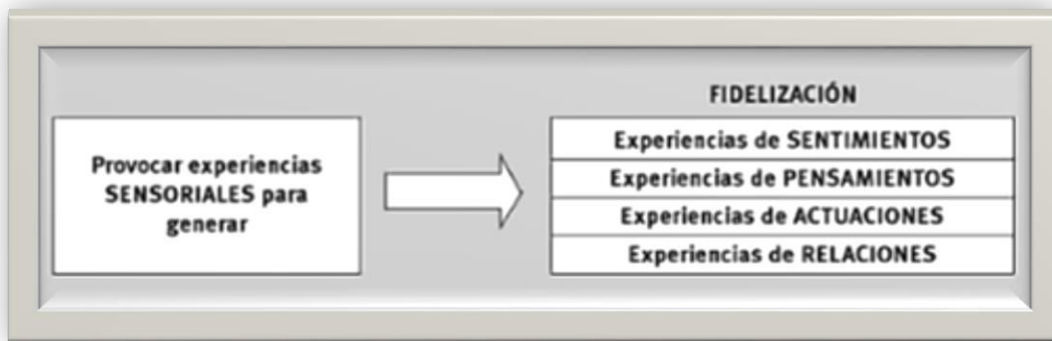 Provocar experiencias
SENSORIALES para
generar
FIDELIZACIÓN
Experiencias de SENTIMIENTOS
Experiencias de PENSAMIENTOS
Experiencias de ACTUACIONES
Experiencias de RELACIONES